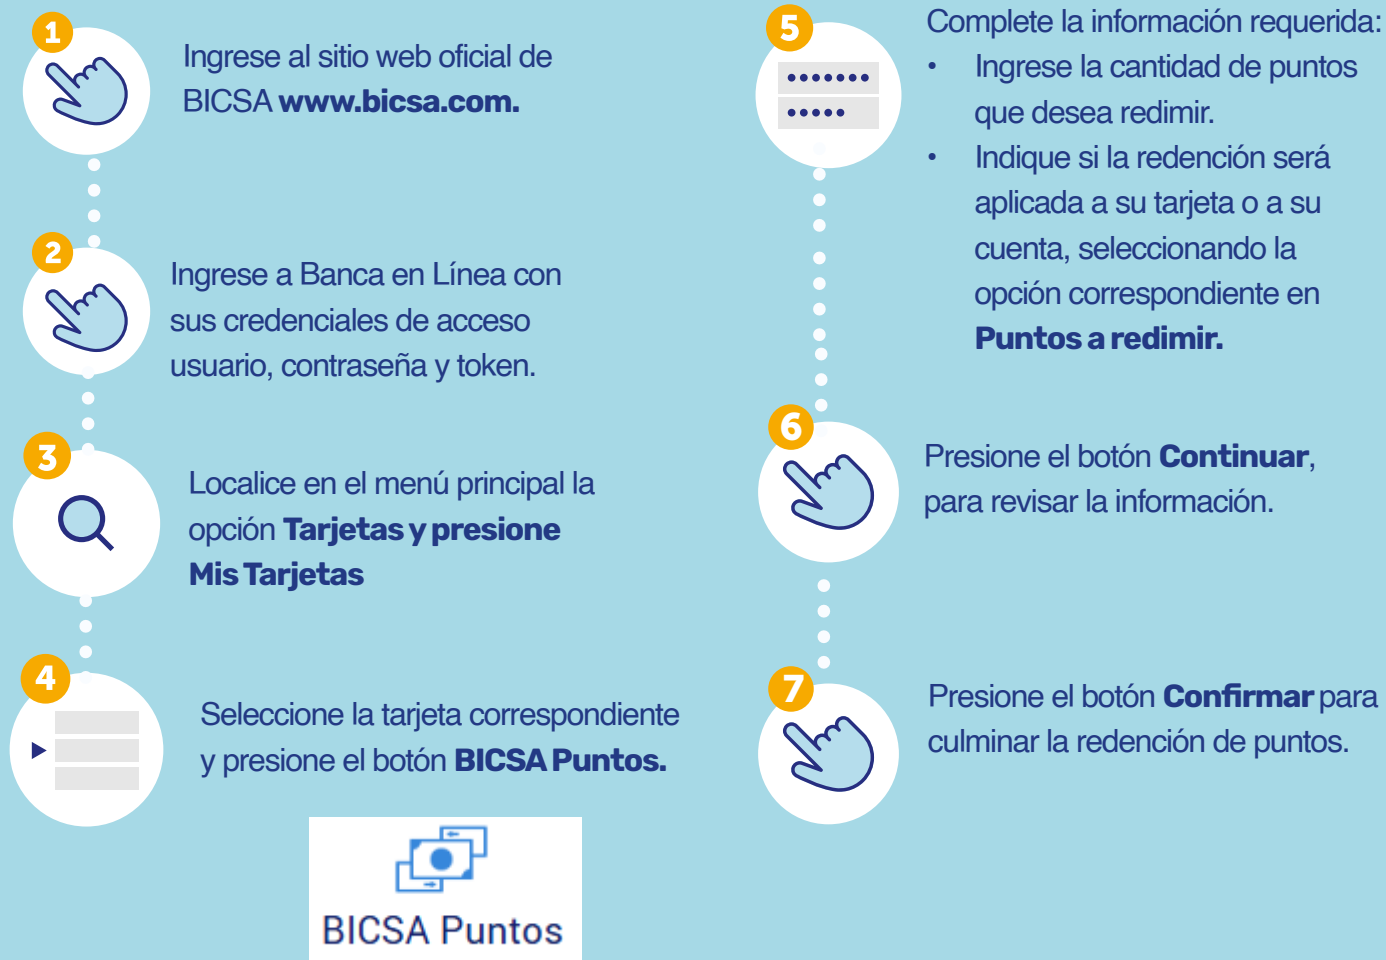 1
Ingrese al sitio web oficial de
BICSA www.bicsa.com.
2
Ingrese a Banca en Línea con
sus credenciales de acceso
usuario, contraseña y token.
3
Localice en el menú principal la
opción Tarjetas y presione
Mis Tarjetas
4
Seleccione la tarjeta correspondiente
y presione el botón BICSA Puntos.
BICSA Puntos
5
Complete la información requerida:
• Ingrese la cantidad de puntos
que desea redimir.
• Indique si la redención será
aplicada a su tarjeta o a su
cuenta, seleccionando la
opción correspondiente en
Puntos a redimir.
6
Presione el botón Continuar,
para revisar la información.
7
Presione el botón Confirmar para
culminar la redención de puntos.